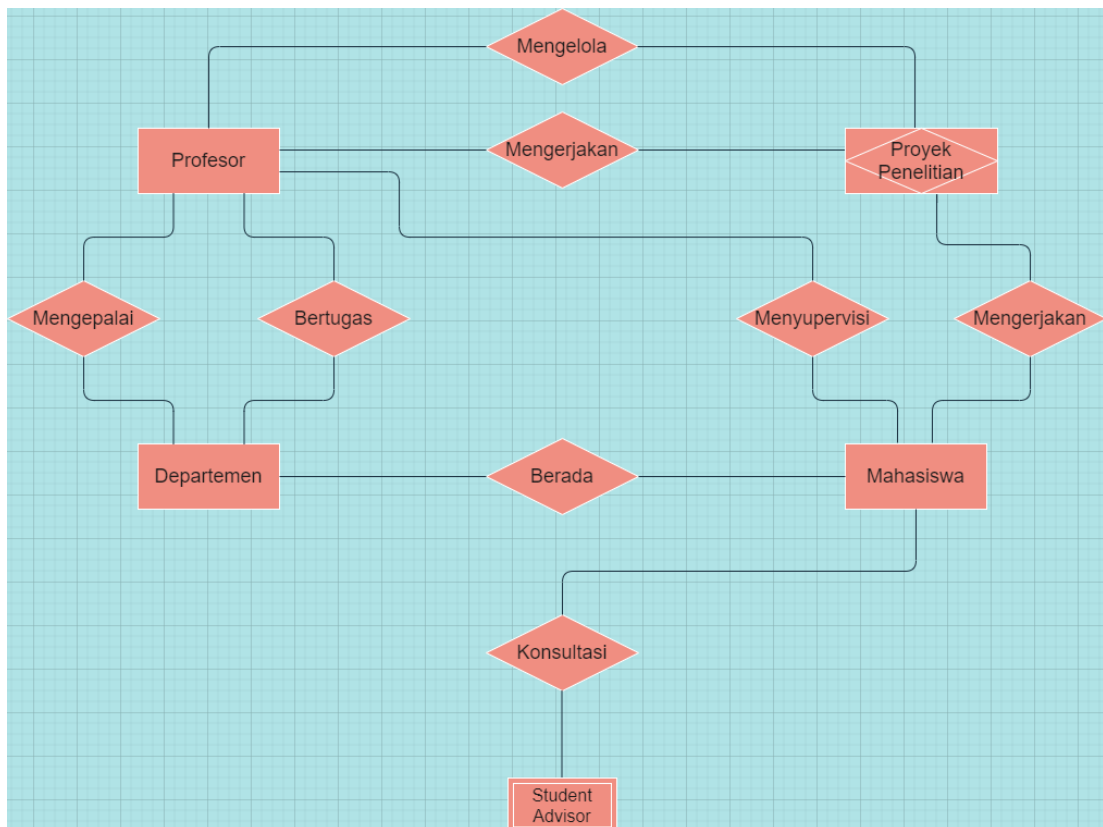 Mengelola
Profesor
Mengerjakan
Proyek
Penelitian
Mengepalai
Bertugas
Menyupervisi
Mengerjakan
Departemen
Berada
Mahasiswa
Konsultasi
Student
Advisor